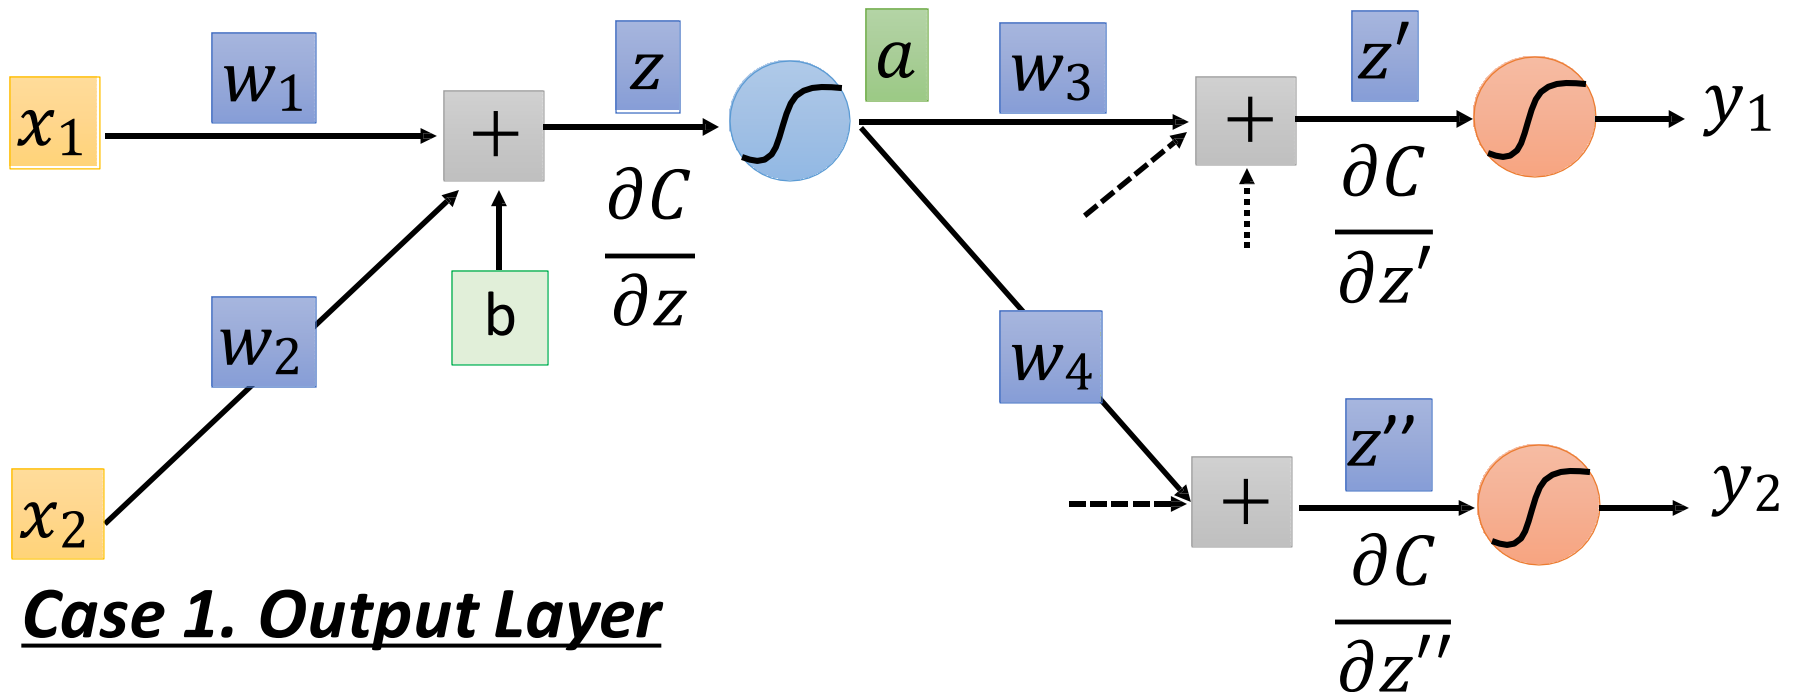 x₁ w₁ + z a w₃ + z′ y₁
∂C/∂z
∂C/∂z′
w₂ b
w₄
x₂ + z′′ y₂
∂C/∂z′′
Case 1. Output Layer